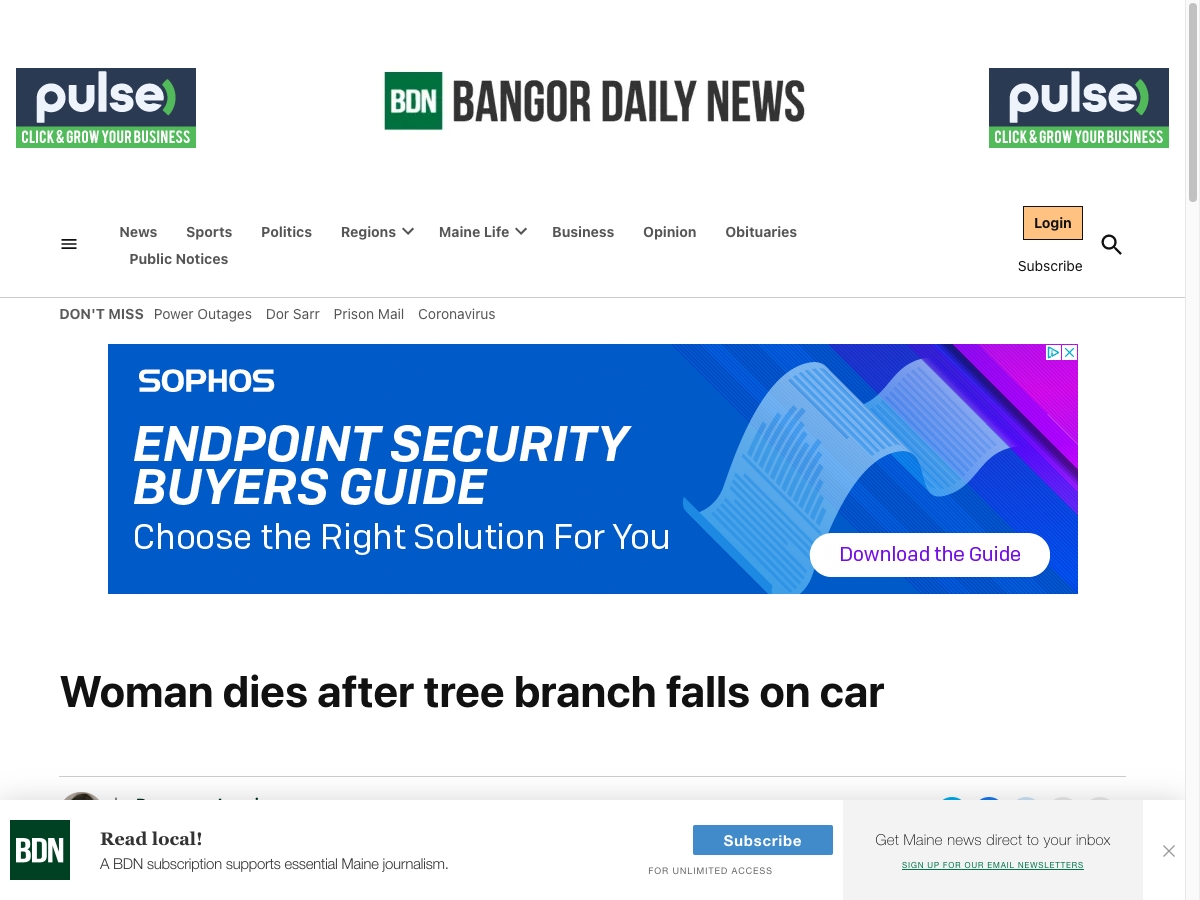 pulse
CLICK & GROW YOUR BUSINESS
BDN BANGOR DAILY NEWS
pulse
CLICK & GROW YOUR BUSINESS
News Sports Politics Regions Maine Life Business Opinion Obituaries
Public Notices
Login
Subscribe
DON'T MISS Power Outages Dor Sarr Prison Mail Coronavirus
SOPHOS
ENDPOINT SECURITY
BUYERS GUIDE
Choose the Right Solution For You
Download the Guide
Woman dies after tree branch falls on car
BDN
Read local!
A BDN subscription supports essential Maine journalism.
Subscribe
FOR UNLIMITED ACCESS
Get Maine news direct to your inbox
SIGN UP FOR OUR EMAIL NEWSLETTERS